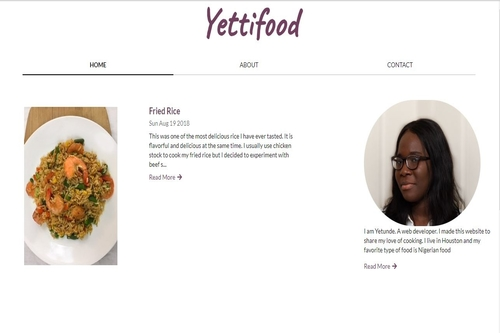 Yettifood
HOME
ABOUT
CONTACT
Fried Rice
Sun Aug 19 2018
This was one of the most delicious rice I have ever tasted. It is
flavorful and delicious at the same time. I usually use chicken
stock to cook my fried rice but I decided to experiment with
beef s...
Read More →
I am Yetunde, A web developer. I made this website to
share my love of cooking. I live in Houston and my
favorite type of food is Nigerian food
Read More →